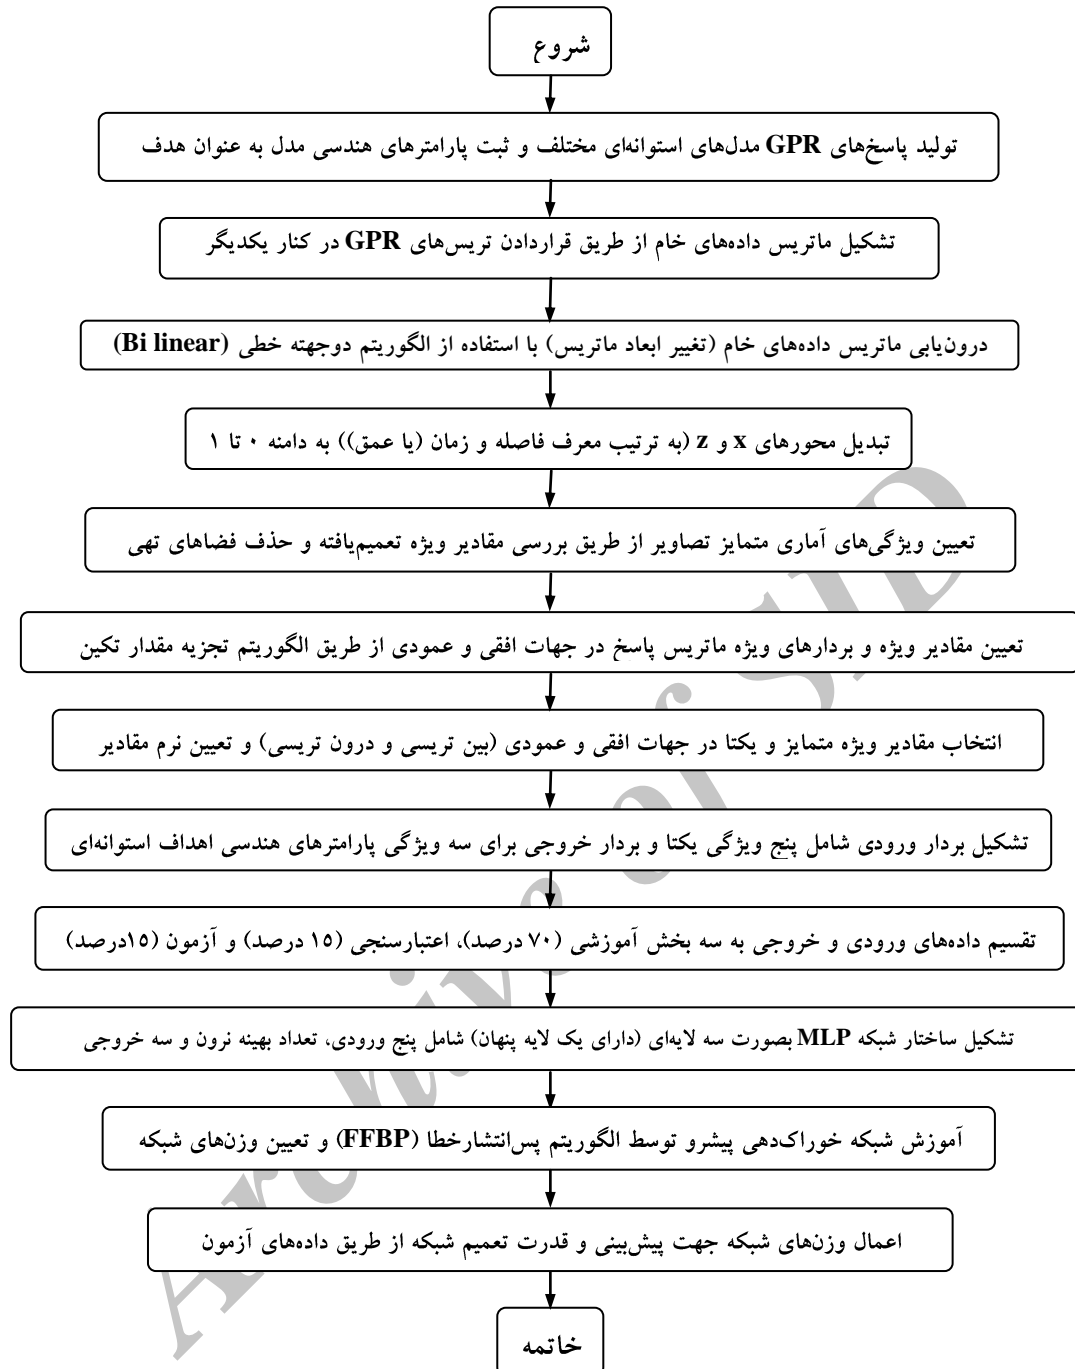 شروع
تولید پاسخ‌های GPR مدل‌های استوانه‌ای مختلف و ثبت پارامترهای هندسی مدل به عنوان هدف
تشکیل ماتریس داده‌های خام از طریق قراردادن تریس‌های GPR در کنار یکدیگر
درون‌یابی ماتریس داده‌های خام (تغییر ابعاد ماتریس) با استفاده از الگوریتم دوجهته خطی (Bi linear)
تبدیل محورهای x و z (به ترتیب معرف فاصله و زمان (یا عمق)) به دامنه ۰ تا ۱
تعیین ویژگی‌های آماری متمایز تصاویر از طریق بررسی مقادیر ویژه تعمیم‌یافته و حذف فضاهای تهی
تعیین مقادیر ویژه و بردارهای ویژه ماتریس پاسخ در جهات افقی و عمودی از طریق الگوریتم تجزیه مقدار تکین
انتخاب مقادیر ویژه متمایز و یکتا در جهات افقی و عمودی (بین تریسی و درون تریسی) و تعیین نرم مقادیر
تشکیل بردار ورودی شامل پنج ویژگی یکتا و بردار خروجی برای سه ویژگی پارامترهای هندسی اهداف استوانه‌ای
تقسیم داده‌های ورودی و خروجی به سه بخش آموزشی (۷۰ درصد)، اعتبارسنجی (۱۵ درصد) و آزمون (۱۵درصد)
تشکیل ساختار شبکه MLP بصورت سه لایه‌ای (دارای یک لایه پنهان) شامل پنج ورودی، تعداد بهینه نرون و سه خروجی
آموزش شبکه خوراک‌دهی پیشرو توسط الگوریتم پس‌انتشارخطا (FFBP) و تعیین وزن‌های شبکه
اعمال وزن‌های شبکه جهت پیش‌بینی و قدرت تعمیم شبکه از طریق داده‌های آزمون
خاتمه
Archive of SID